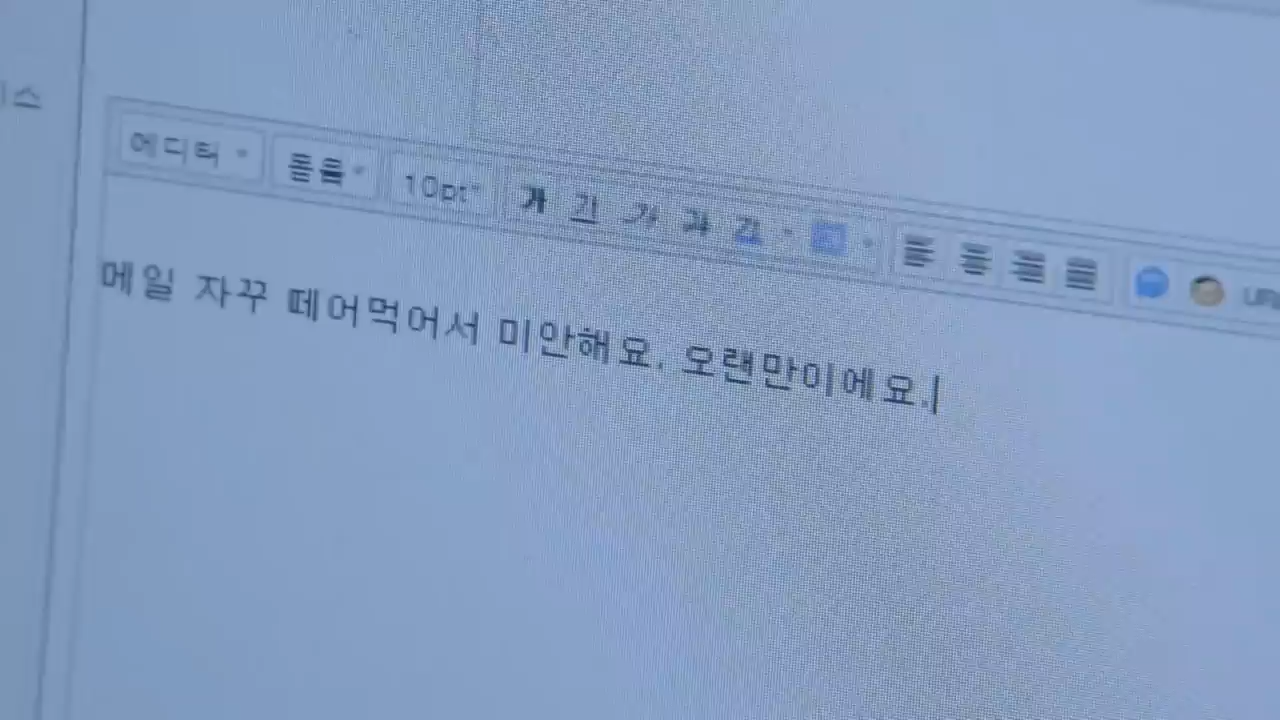 에디터 돋움 10pt 가 가 가 가 가
메일 자꾸 떼어먹어서 미안해요. 오랜만이에요.